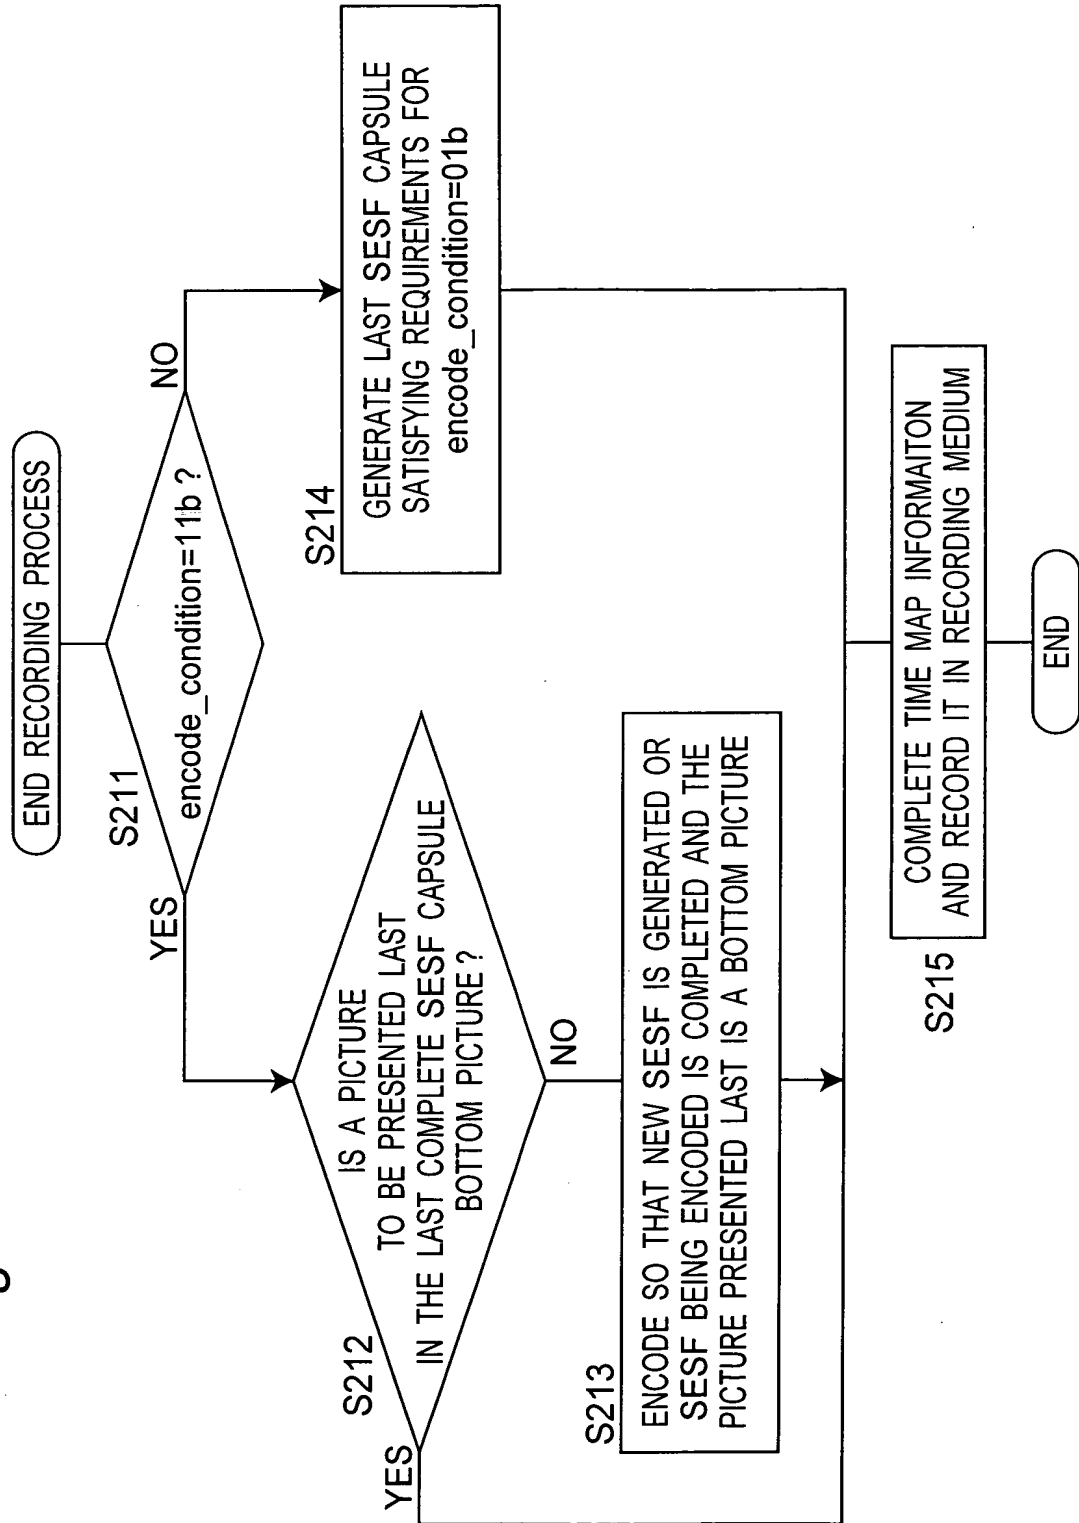 END RECORDING PROCESS
S211
encode_condition=11b ?
YES
NO
S212
IS A PICTURE
TO BE PRESENTED LAST
IN THE LAST COMPLETE SESF CAPSULE
BOTTOM PICTURE?
YES
NO
S213
ENCODE SO THAT NEW SESF IS GENERATED OR
SESF BEING ENCODED IS COMPLETED AND THE
PICTURE PRESENTED LAST IS A BOTTOM PICTURE
S214
GENERATE LAST SESF CAPSULE
SATISFYING REQUIREMENTS FOR
encode_condition=01b
S215
COMPLETE TIME MAP INFORMAITON
AND RECORD IT IN RECORDING MEDIUM
END